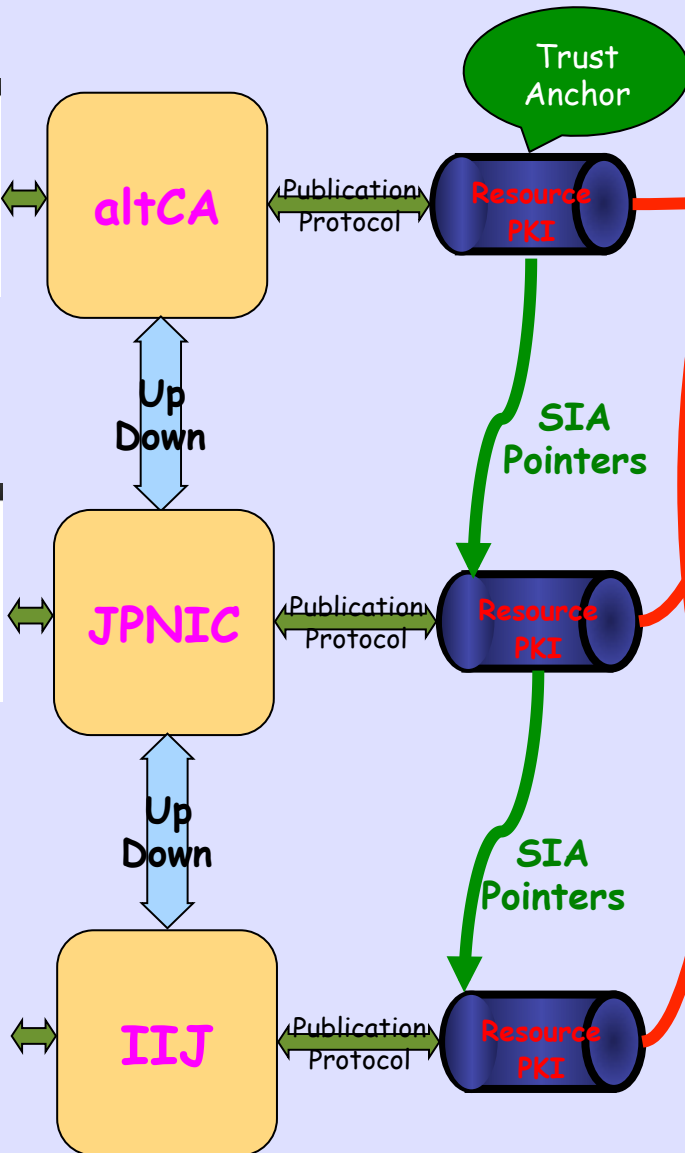 Trust
Anchor
altCA
Publication
Protocol
Resource
PKI
Up
Down
SIA
Pointers
JPNIC
Publication
Protocol
Resource
PKI
Up
Down
SIA
Pointers
IIJ
Publication
Protocol
Resource
PKI